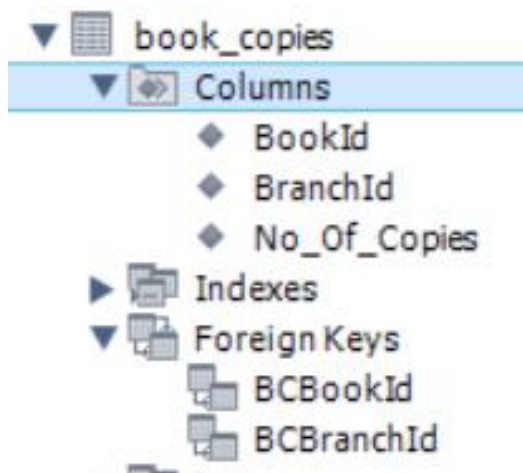 book_copies
Columns
BookId
BranchId
No_Of_Copies
Indexes
Foreign Keys
BCBookId
BCBranchId